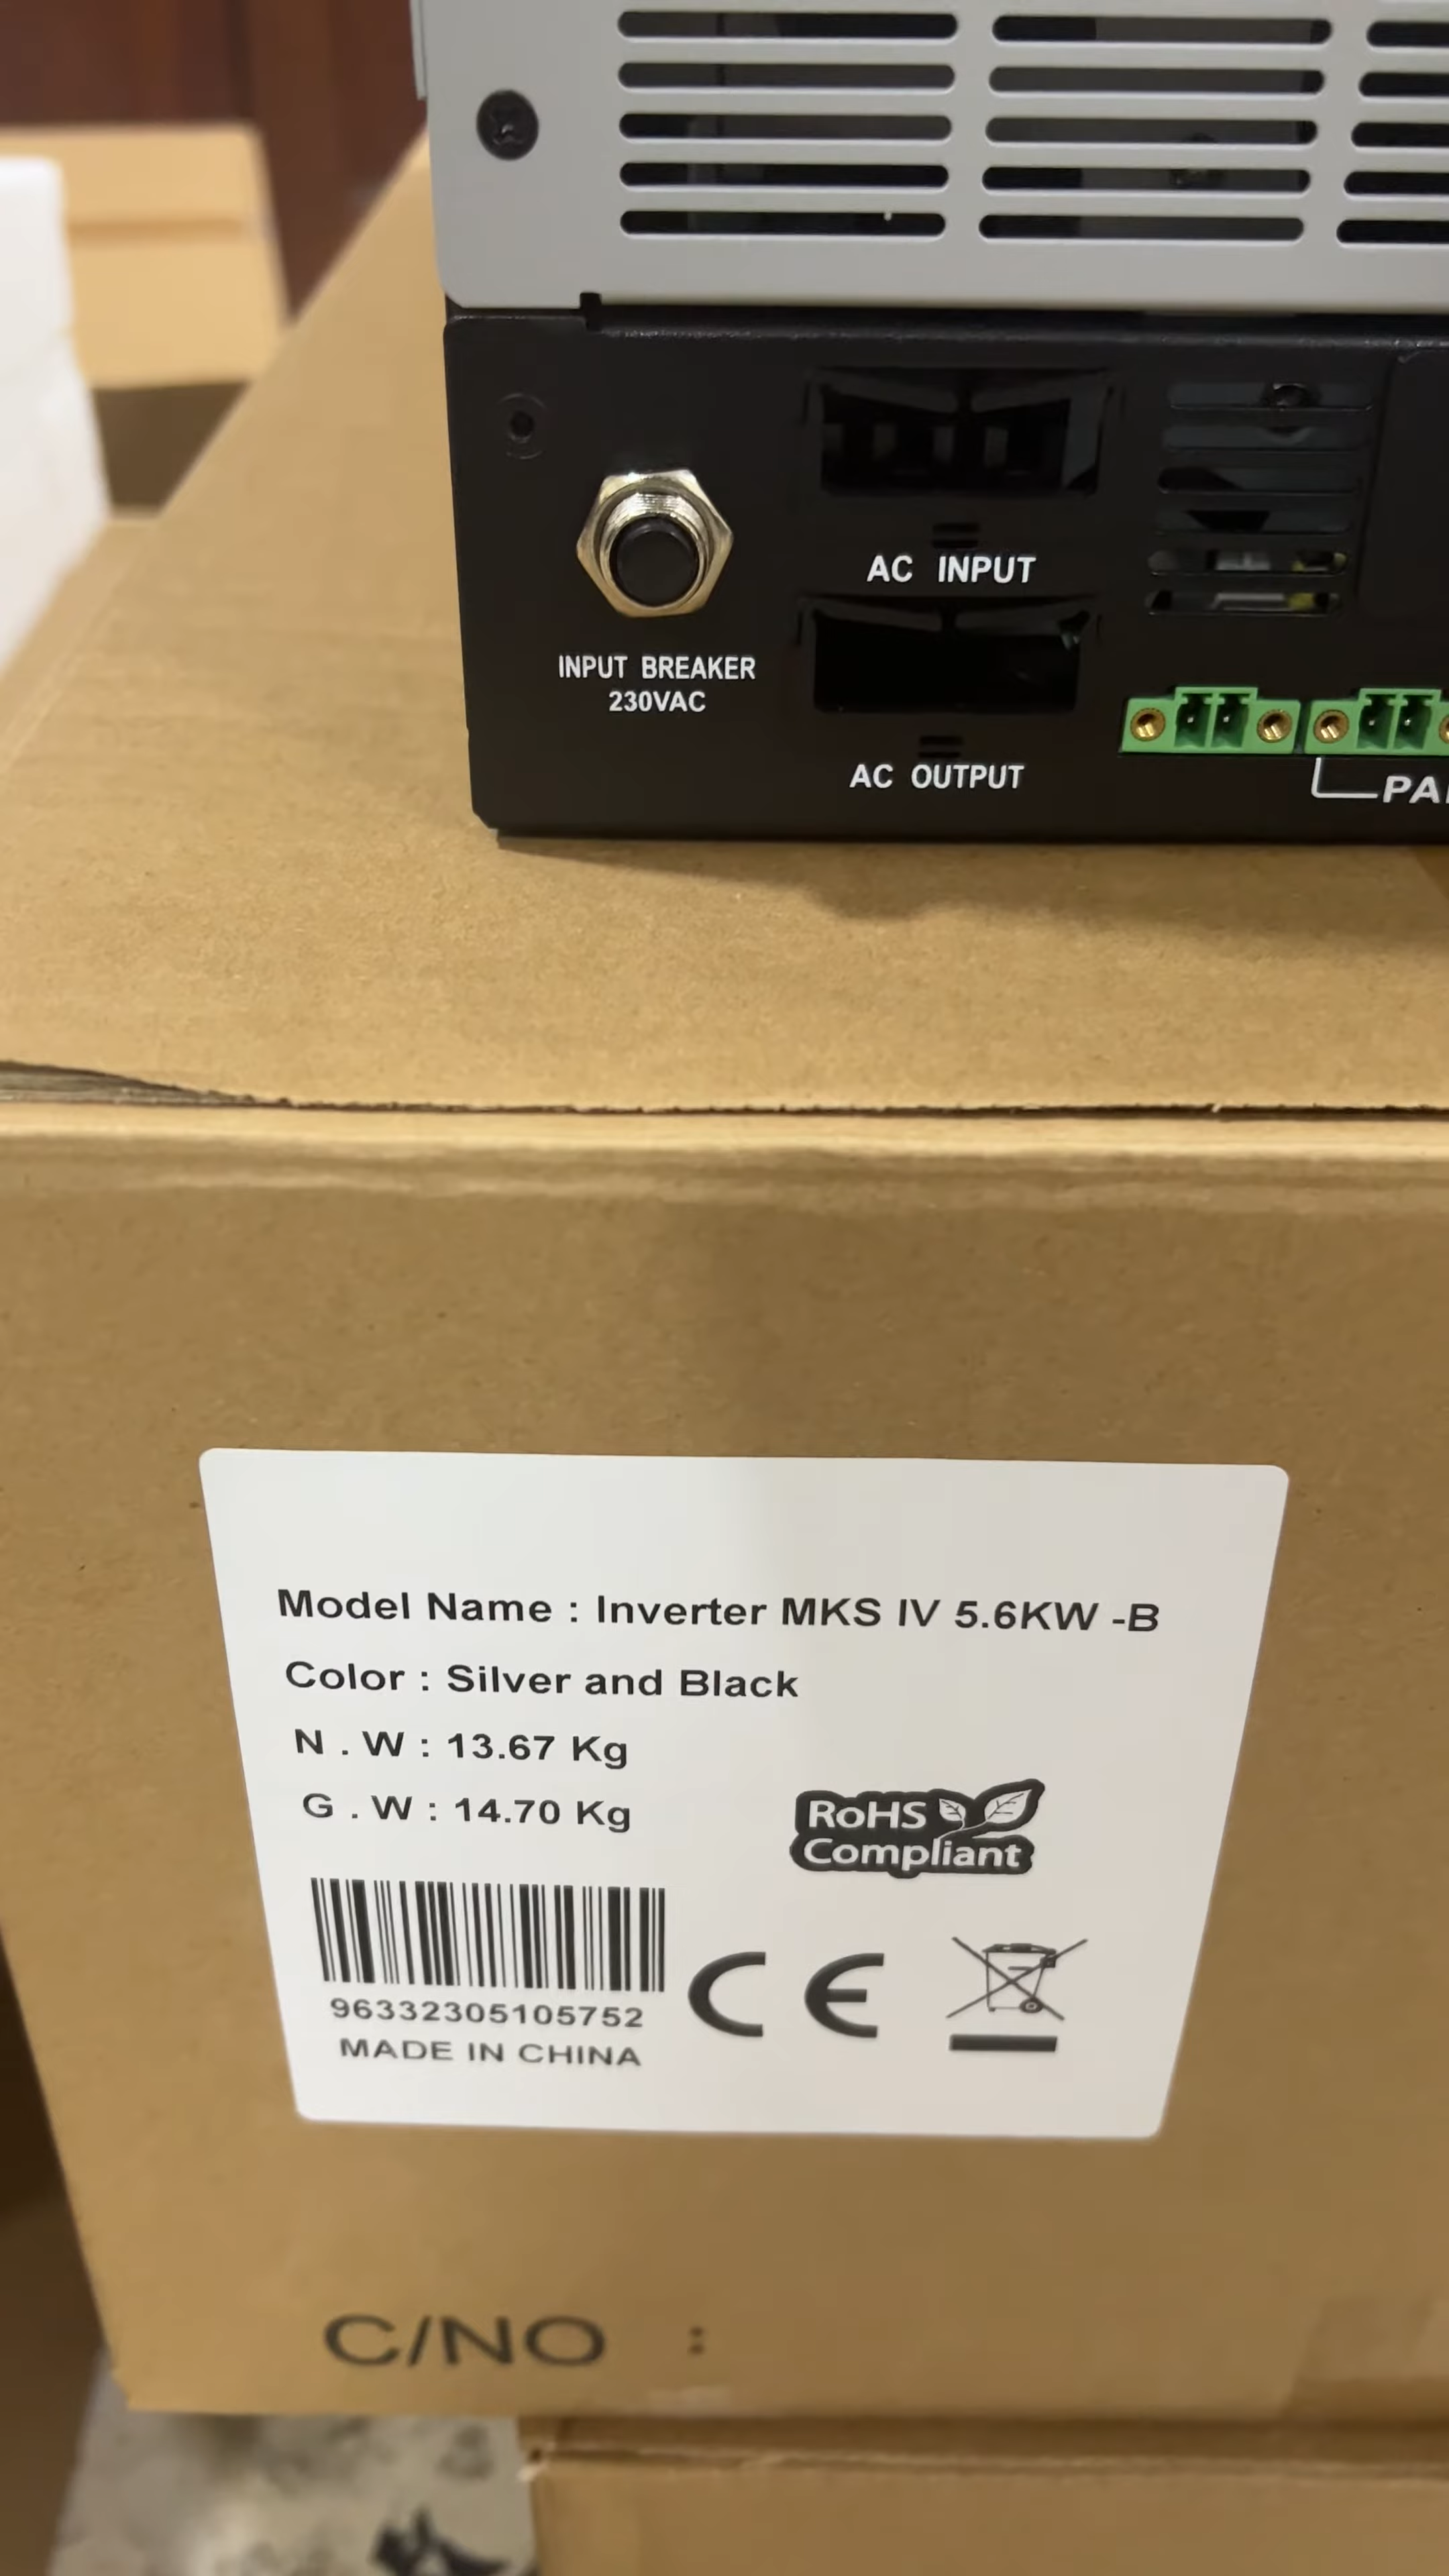 AC INPUT
INPUT BREAKER
230VAC
AC OUTPUT
Model Name : Inverter MKS IV 5.6KW -B
Color : Silver and Black
N . W : 13.67 Kg
G . W : 14.70 Kg
RoHS
Compliant
96332305105752
CE
MADE IN CHINA
C/NO :